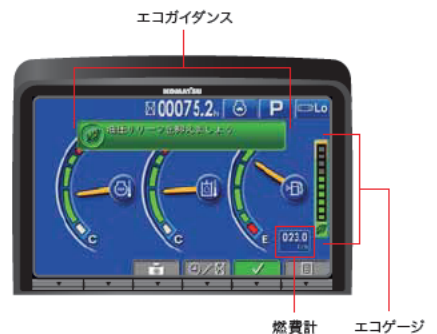 エコガイダンス
KOMATSU
00075.2h
P
Lo
油圧リリーフを抑えましょう
C
C
E
023.0
L/h
燃費計
エコゲージ